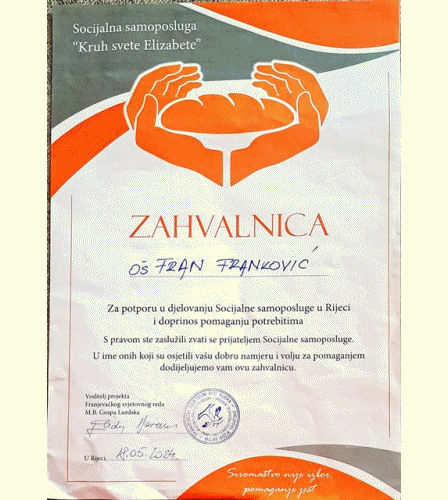 Socijalna samoposluga
"Kruh svete Elizabete"
ZAHVALNICA
OŠ FRAN FRANKOVIĆ
Za potporu u djelovanju Socijalne samoposluge u Rijeci
i doprinos pomaganju potrebitima
S pravom ste zaslužili zvati se prijateljem Socijalne samoposluge.
U ime onih koji su osjetili vašu dobru namjeru i volju za pomaganjem
dodijeljujemo vam ovu zahvalnicu.
Voditelj projekta
Franjevačkog svjetovnog reda
M.B. Gospa Lurdska
U Rijeci, 18.05.2024
Siromaštvo nije izbor,
pomaganje jest